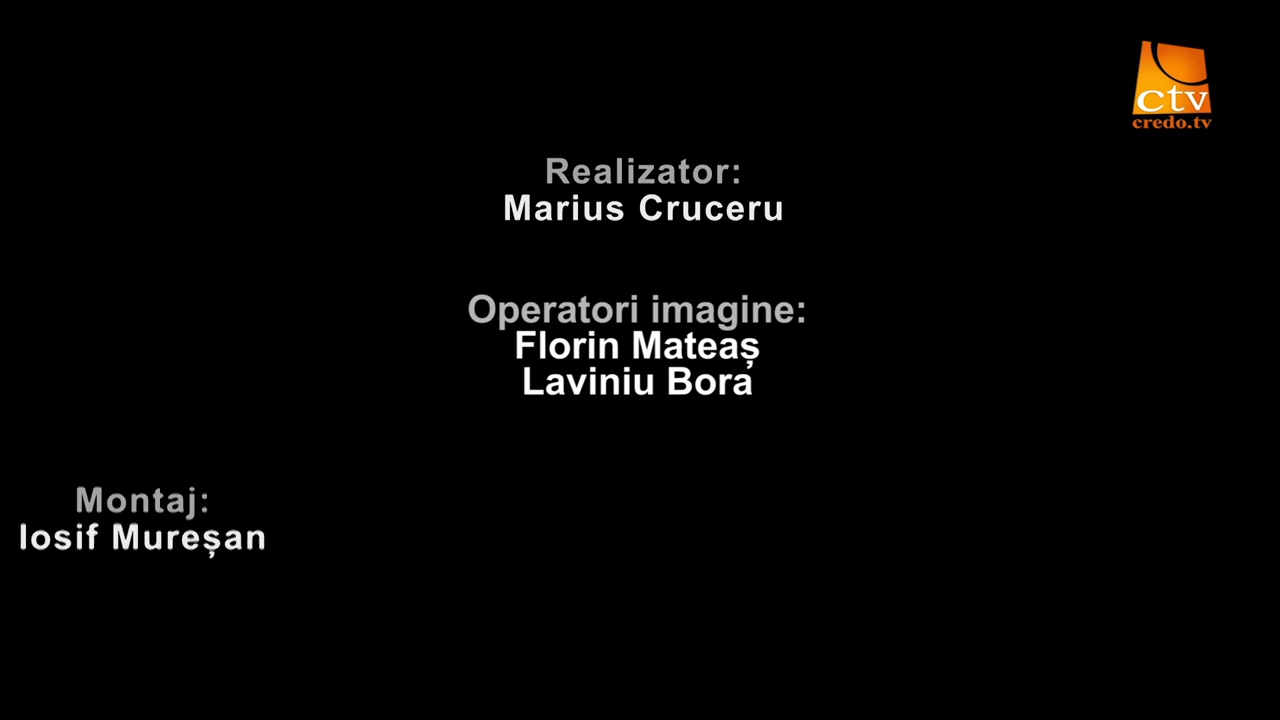 ctv
credo.tv
Realizator:
Marius Cruceru
Operatori imagine:
Florin Mateaș
Laviniu Bora
Montaj:
Iosif Mureșan